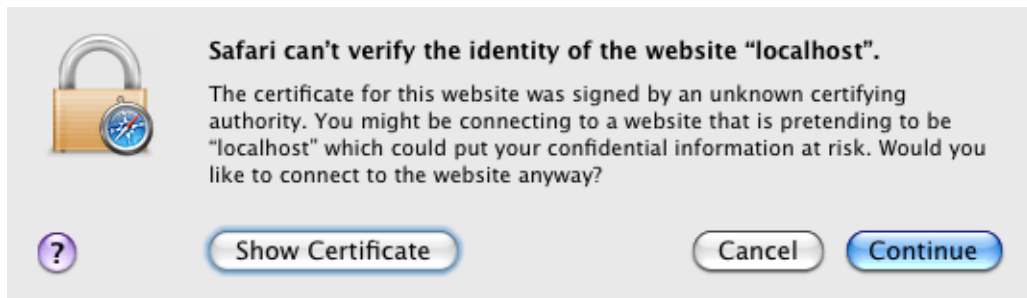 Safari can't verify the identity of the website “localhost”.
The certificate for this website was signed by an unknown certifying
authority. You might be connecting to a website that is pretending to be
“localhost” which could put your confidential information at risk. Would you
like to connect to the website anyway?
?
Show Certificate
Cancel
Continue